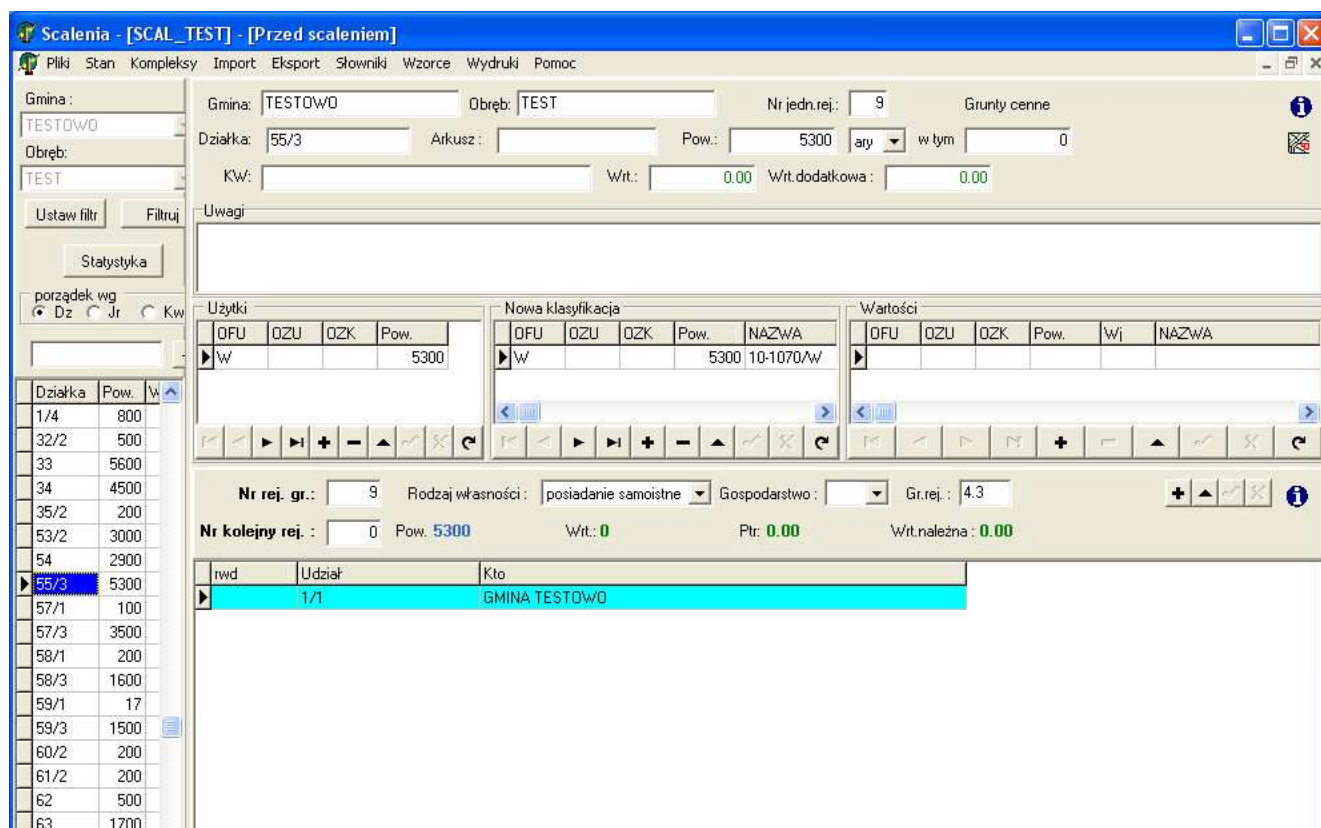 Scalenia - [SCAL_TEST] - [Przed scaleniem]
Pliki Stan Kompleksy Import Eksport Słowniki Wzorce Wydruki Pomoc
Gmina :
TESTOWO
Obręb:
TEST
Ustaw filtr Filtruj
Statystyka
porządek wg
Dz Jr Kw
Działka Pow. W
1/4 800
32/2 500
33 5600
34 4500
35/2 200
53/2 3000
54 2900
55/3 5300
57/1 100
57/3 3500
58/1 200
58/3 1600
59/1 17
59/3 1500
60/2 200
61/2 200
62 500
63 1700
Gmina: TESTOWO Obręb: TEST Nr jedn.rej.: 9 Grunty cenne
Działka: 55/3 Arkusz : Pow.: 5300 ary w tym 0
KW: Wrt.: 0.00 Wrt.dodatkowa : 0.00
Uwagi
Użytki
OFU OZU OZK Pow.
W 5300
Nowa klasyfikacja
OFU OZU OZK Pow. NAZWA
W 5300 10-1070/W
Wartości
OFU OZU OZK Pow. Wj NAZWA
Nr rej. gr.: 9 Rodzaj własności : posiadanie samoistne Gospodarstwo : Gr.rej. : 4.3
Nr kolejny rej. : 0 Pow. 5300 Wrt.: 0 Ptr: 0.00 Wrt.należna : 0.00
rwd Udział Kto
1/1 GMINA TESTOWO